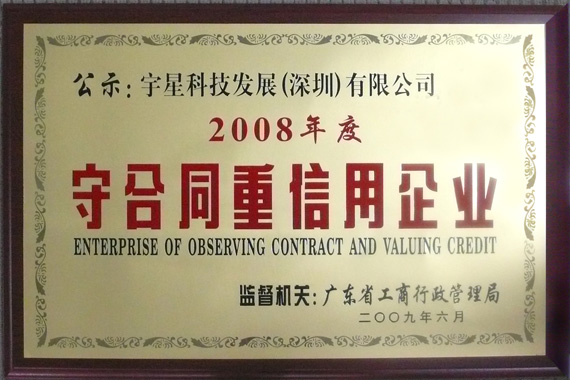 公示：宇星科技发展(深圳)有限公司
2008年度
守合同重信用企业
ENTERPRISE OF OBSERVING CONTRACT AND VALUING CREDIT
监督机关：广东省工商行政管理局
二〇〇九年六月